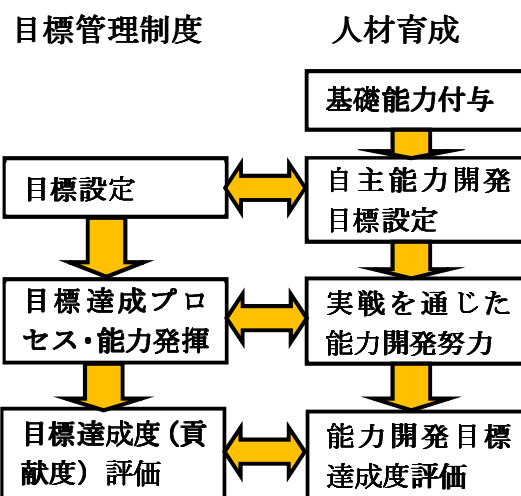 目標管理制度
人材育成
基礎能力付与
目標設定
自主能力開発
目標設定
目標達成プロ
セス・能力発揮
実戦を通じた
能力開発努力
目標達成度（貢
献度）評価
能力開発目標
達成度評価